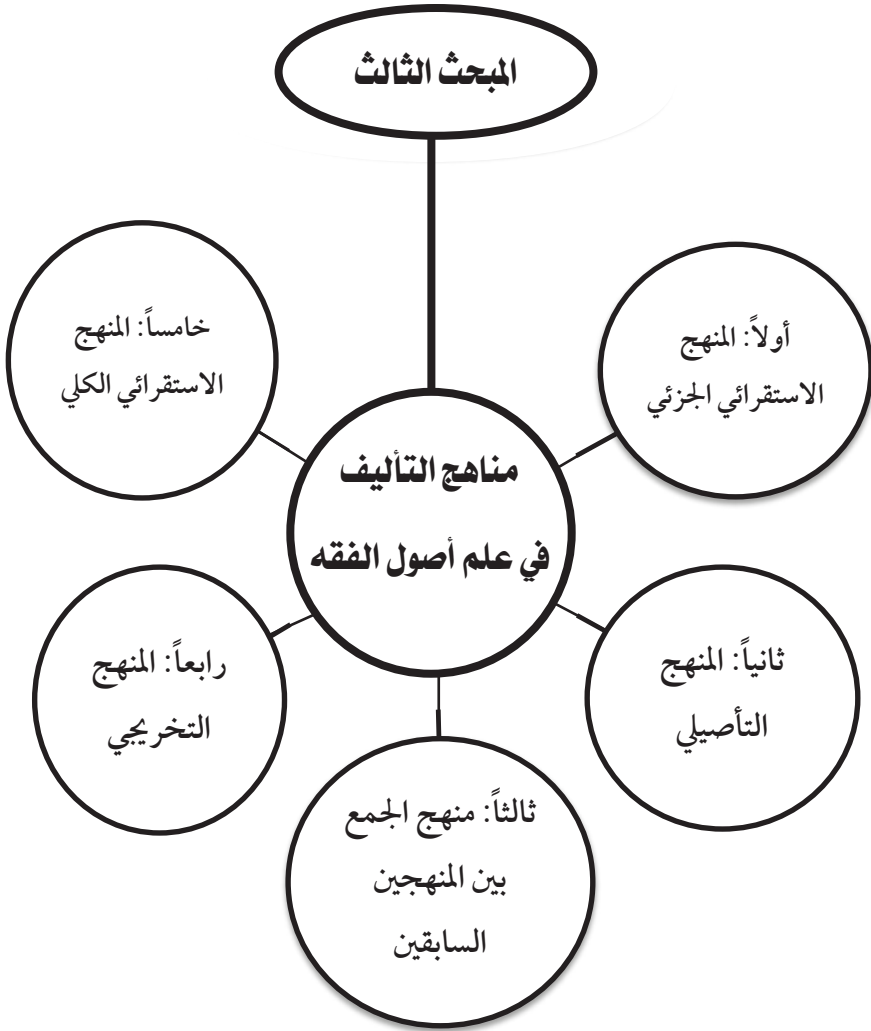 المبحث الثالث
مناهج التأليف
في علم أصول الفقه
أولاً: المنهج
الاستقرائي الجزئي
ثانياً: المنهج
التأصيلي
ثالثاً: منهج الجمع
بين المنهجين
السابقين
رابعاً: المنهج
التخريجي
خامساً: المنهج
الاستقرائي الكلي